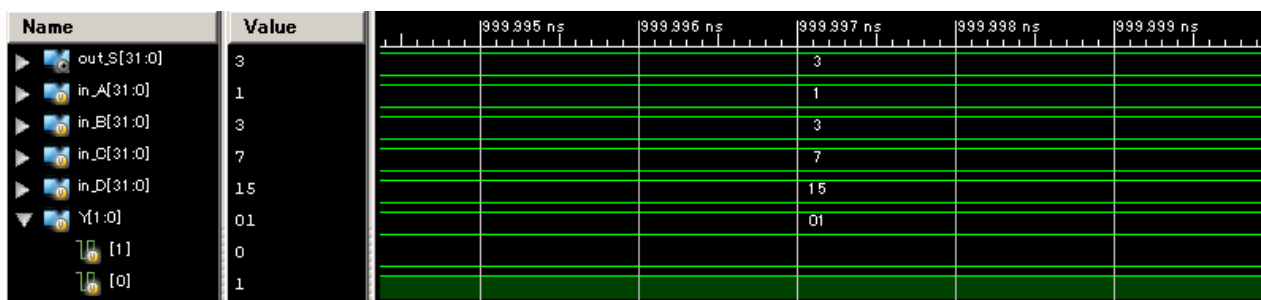 Name Value 999.995 ns 999.996 ns 999.997 ns 999.998 ns 999.999 ns
out_S[31:0] 3 3
in_A[31:0] 1 1
in_B[31:0] 3 3
in_C[31:0] 7 7
in_D[31:0] 15 15
Y[1:0] 01 01
[1] 0
[0] 1